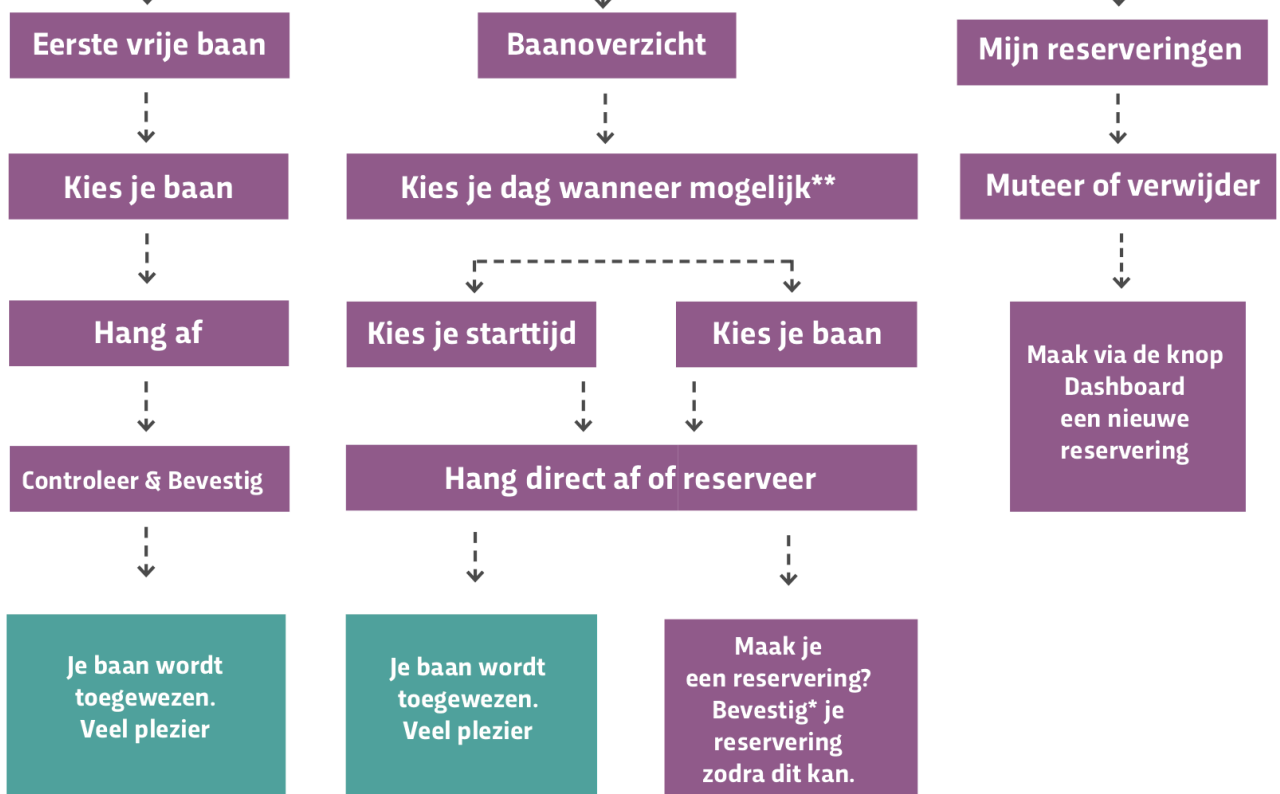 Eerste vrije baan
Baanoverzicht
Mijn reserveringen
Kies je baan
Kies je dag wanneer mogelijk**
Muteer of verwijder
Hang af
Kies je starttijd
Kies je baan
Maak via de knop
Dashboard
een nieuwe
reservering
Controleer & Bevestig
Hang direct af of reserveer
Je baan wordt
toegewezen.
Veel plezier
Je baan wordt
toegewezen.
Veel plezier
Maak je
een reservering?
Bevestig* je
reservering
zodra dit kan.